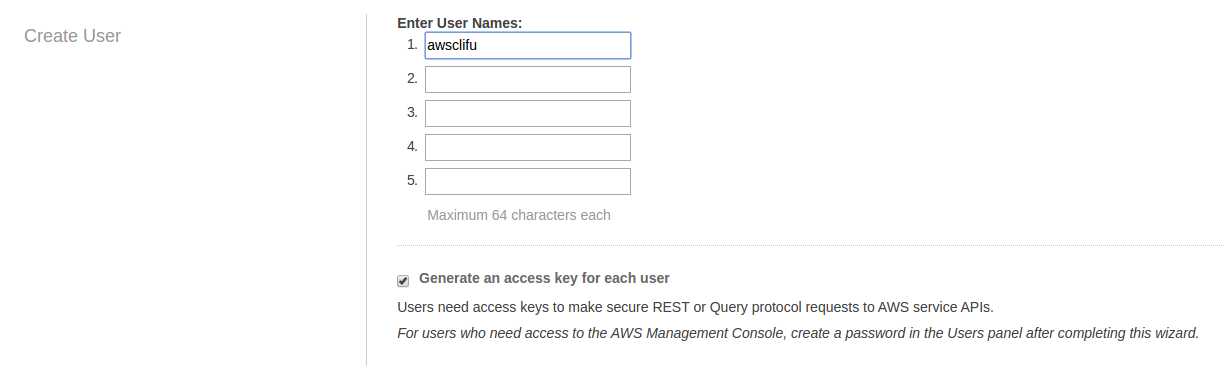 Create User
Enter User Names:
1. awsclifu
2.
3.
4.
5.
Maximum 64 characters each
Generate an access key for each user
Users need access keys to make secure REST or Query protocol requests to AWS service APIs.
For users who need access to the AWS Management Console, create a password in the Users panel after completing this wizard.